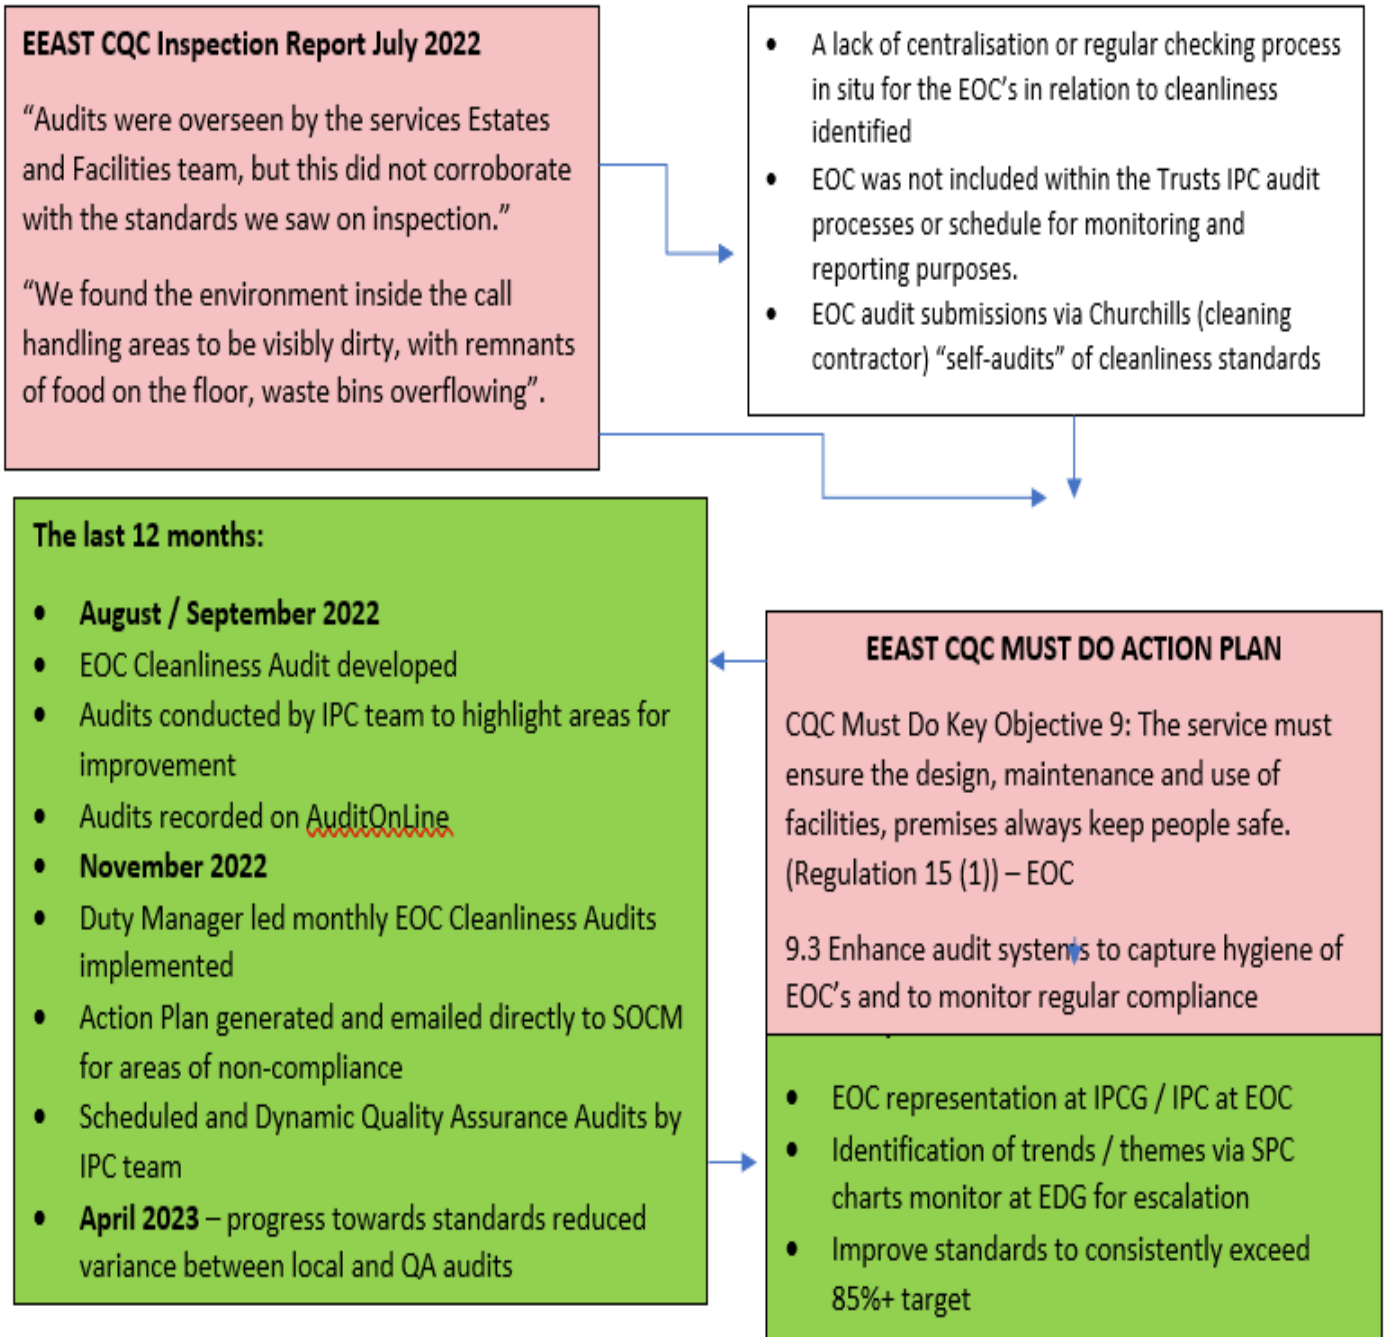 EEAST CQC Inspection Report July 2022
“Audits were overseen by the services Estates
and Facilities team, but this did not corroborate
with the standards we saw on inspection.”
“We found the environment inside the call
handling areas to be visibly dirty, with remnants
of food on the floor, waste bins overflowing”.
• A lack of centralisation or regular checking process
in situ for the EOC’s in relation to cleanliness
identified
• EOC was not included within the Trusts IPC audit
processes or schedule for monitoring and
reporting purposes.
• EOC audit submissions via Churchills (cleaning
contractor) “self-audits” of cleanliness standards
EEAST CQC MUST DO ACTION PLAN
CQC Must Do Key Objective 9: The service must
ensure the design, maintenance and use of
facilities, premises always keep people safe.
(Regulation 15 (1)) – EOC
9.3 Enhance audit systems to capture hygiene of
EOC’s and to monitor regular compliance
The last 12 months:
• August / September 2022
• EOC Cleanliness Audit developed
• Audits conducted by IPC team to highlight areas for
improvement
• Audits recorded on AuditOnLine
• November 2022
• Duty Manager led monthly EOC Cleanliness Audits
implemented
• Action Plan generated and emailed directly to SOCM
for areas of non-compliance
• Scheduled and Dynamic Quality Assurance Audits by
IPC team
• April 2023 – progress towards standards reduced
variance between local and QA audits
• EOC representation at IPCG / IPC at EOC
• Identification of trends / themes via SPC
charts monitor at EDG for escalation
• Improve standards to consistently exceed
85%+ target